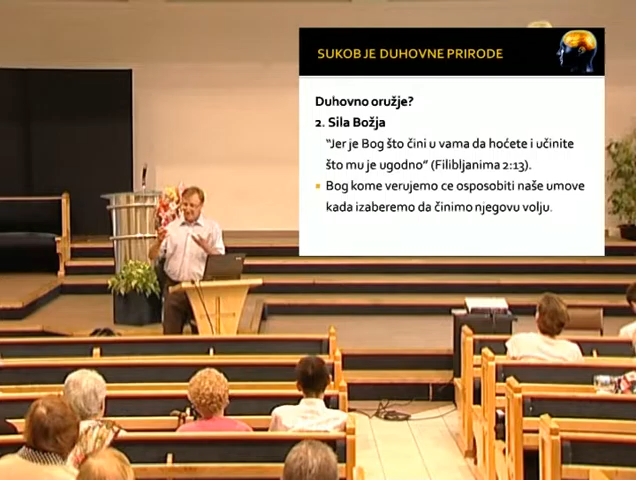 SUKOB JE DUHOVNE PRIRODE
Duhovno oružje?
2. Sila Božja
"Jer je Bog što čini u vama da hoćete i učinite
što mu je ugodno" (Filibljanima 2:13).
Bog kome verujemo ce osposobiti naše umove
kada izaberemo da činimo njegovu volju.